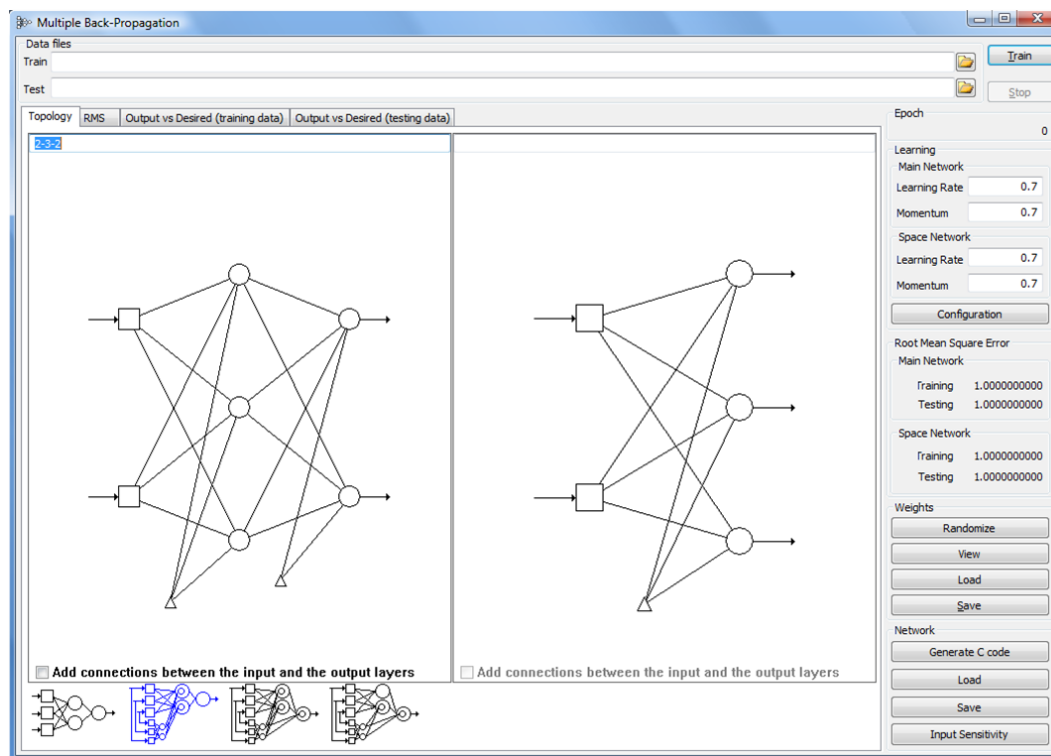 Multiple Back-Propagation
Data files
Train
Test
Train
Stop
Topology RMS Output vs Desired (training data) Output vs Desired (testing data)
2-3-2
Add connections between the input and the output layers
Add connections between the input and the output layers
Epoch
0
Learning
Main Network
Learning Rate 0.7
Momentum 0.7
Space Network
Learning Rate 0.7
Momentum 0.7
Configuration
Root Mean Square Error
Main Network
Training 1.0000000000
Testing 1.0000000000
Space Network
Training 1.0000000000
Testing 1.0000000000
Weights
Randomize
View
Load
Save
Network
Generate C code
Load
Save
Input Sensitivity